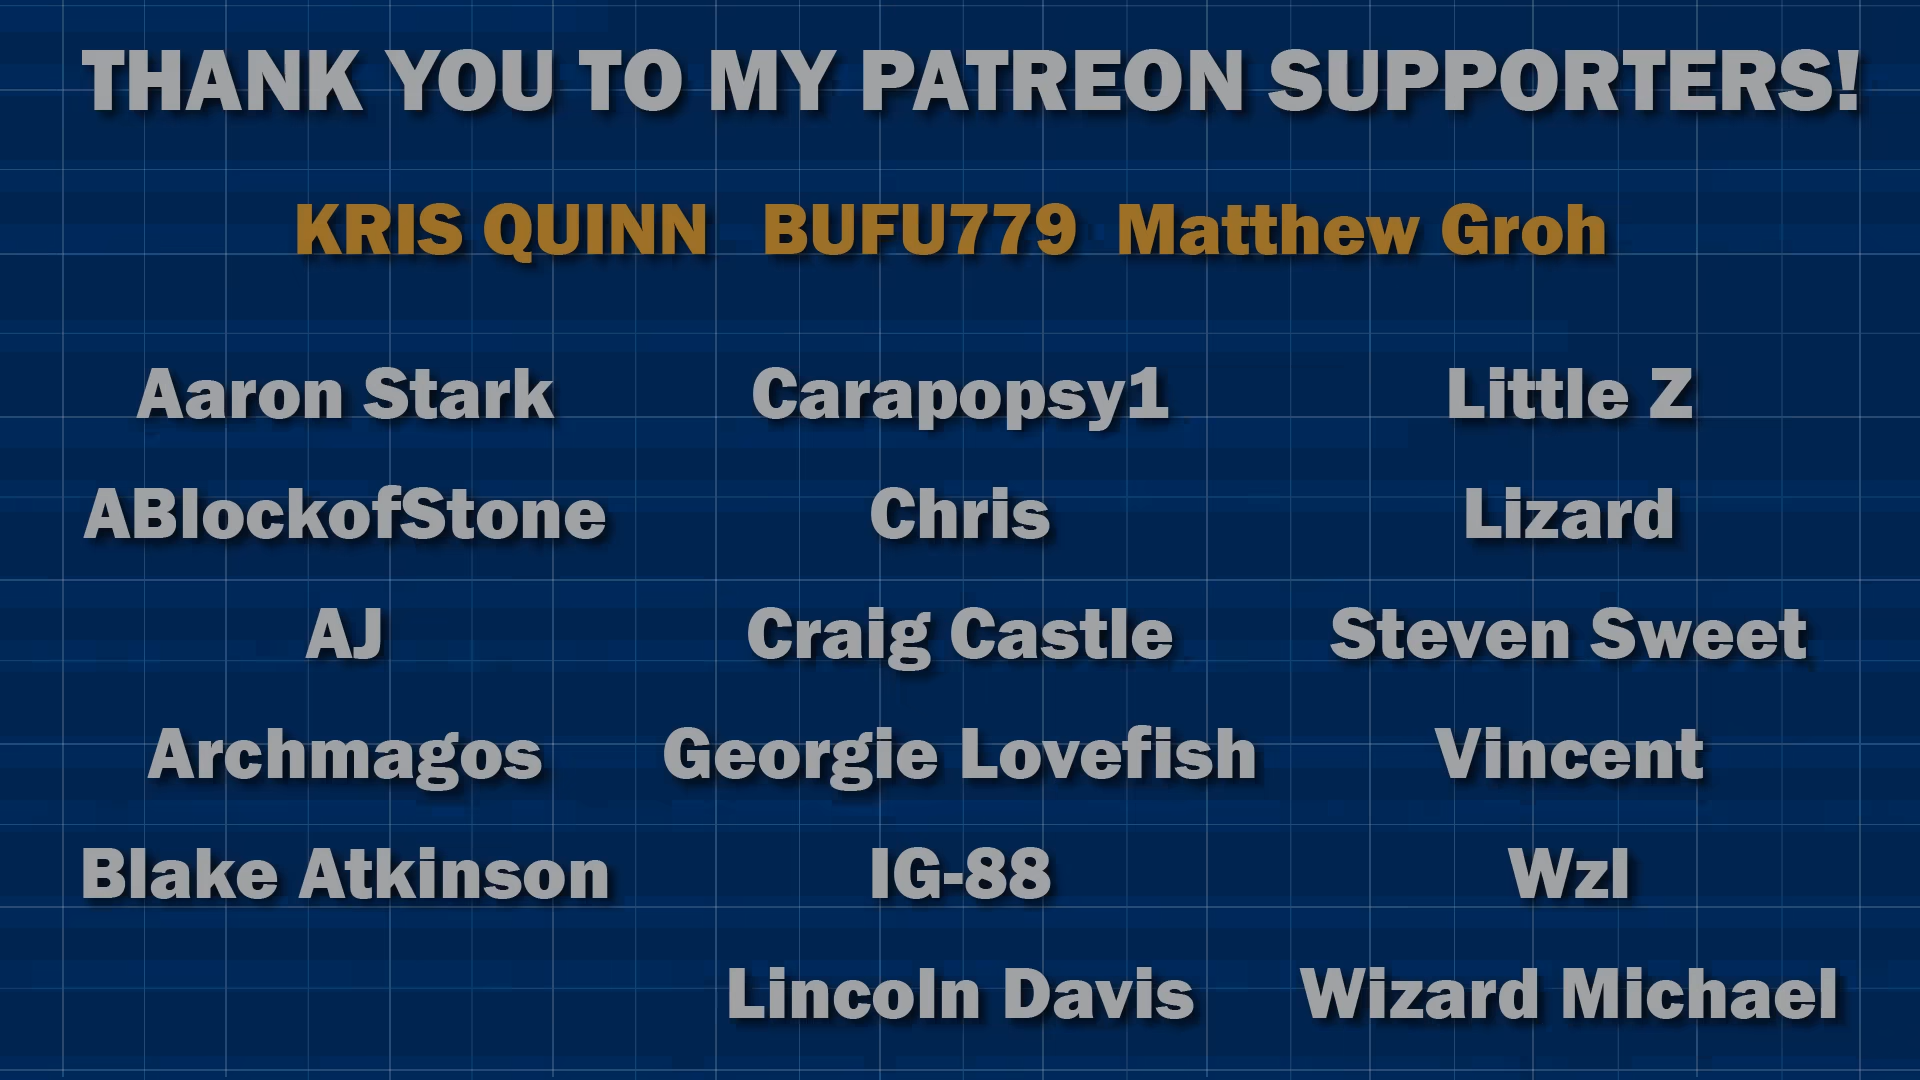 THANK YOU TO MY PATREON SUPPORTERS!
KRIS QUINN BUFU779 Matthew Groh
Aaron Stark Carapopsy1 Little Z
ABlockofStone Chris Lizard
AJ Craig Castle Steven Sweet
Archmagos Georgie Lovefish Vincent
Blake Atkinson IG-88 Wzl
Lincoln Davis Wizard Michael